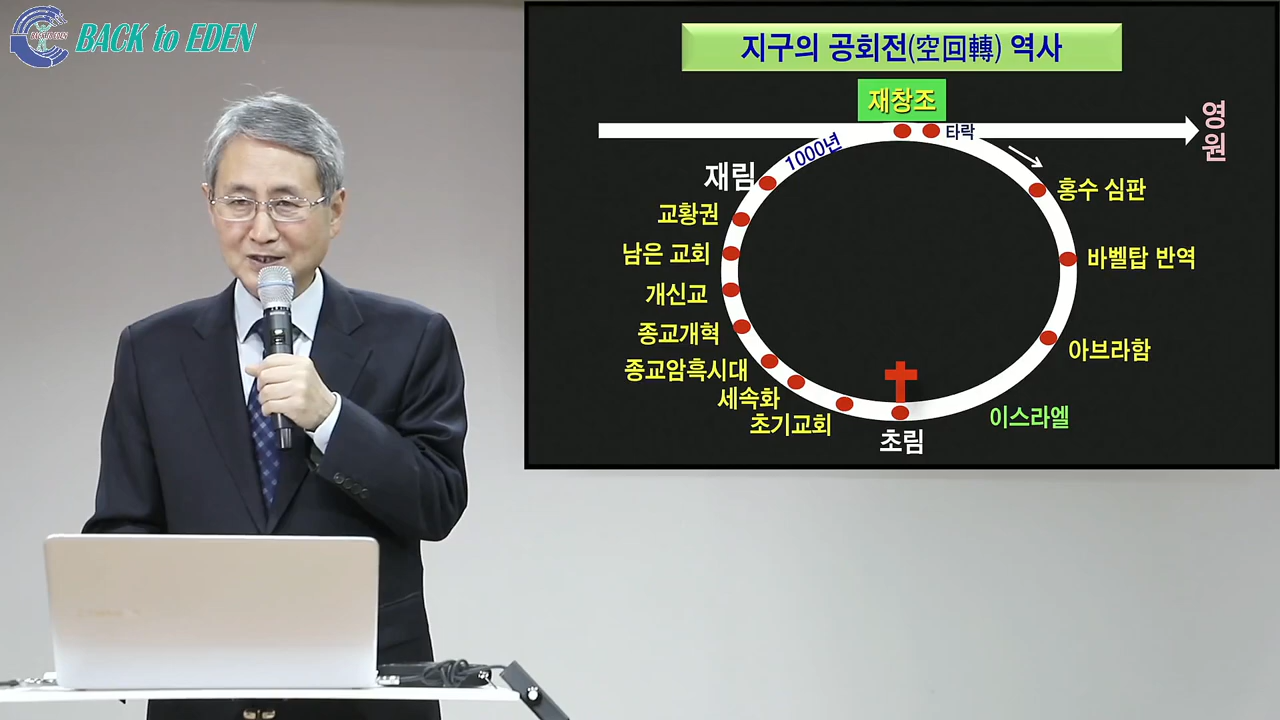 BACK to EDEN
지구의 공회전(空回轉) 역사
재창조
타락
영원
1000년
재림
홍수 심판
교황권
바벨탑 반역
남은 교회
개신교
종교개혁
아브라함
종교암흑시대
세속화
초기교회
이스라엘
초림